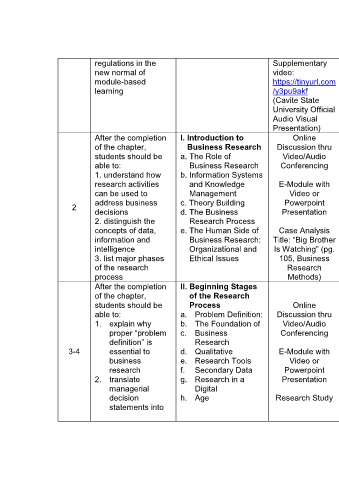 regulations in the
new normal of
module-based
learning
Supplementary
video:
https://tinyurl.com
/y3pu9akf
(Cavite State
University Official
Audio Visual
Presentation)
2
After the completion
of the chapter,
students should be
able to:
1. understand how
research activities
can be used to
address business
decisions
2. distinguish the
concepts of data,
information and
intelligence
3. list major phases
of the research
process
I. Introduction to
Business Research
a. The Role of
Business Research
b. Information Systems
and Knowledge
Management
c. Theory Building
d. The Business
Research Process
e. The Human Side of
Business Research:
Organizational and
Ethical Issues
Online
Discussion thru
Video/Audio
Conferencing
E-Module with
Video or
Powerpoint
Presentation
Case Analysis
Title: "Big Brother
Is Watching" (pg.
105, Business
Research
Methods)
3-4
After the completion
of the chapter,
students should be
able to:
1. explain why
proper "problem
definition" is
essential to
business
research
2. translate
managerial
decision
statements into
II. Beginning Stages
of the Research
Process
a. Problem Definition:
b. The Foundation of
c. Business
Research
d. Qualitative
e. Research Tools
f. Secondary Data
g. Research in a
Digital
h. Age
Online
Discussion thru
Video/Audio
Conferencing
E-Module with
Video or
Powerpoint
Presentation
Research Study